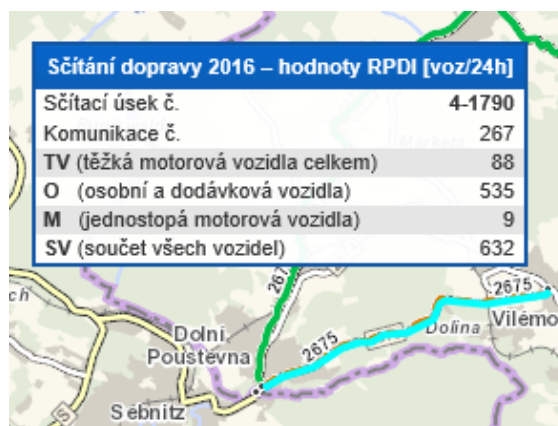 Sčítání dopravy 2016 – hodnoty RPDI [voz/24h]
Sčítací úsek č. 4-1790
Komunikace č. 267
TV (těžká motorová vozidla celkem) 88
O (osobní a dodávková vozidla) 535
M (jednostopá motorová vozidla) 9
SV (součet všech vozidel) 632
267
2675
ch
Vilémo
Dolina
Dolní
Poustevna
2675
Sebnitz
S